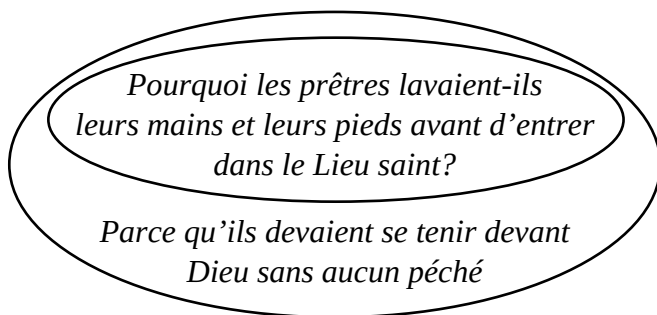 Pourquoi les prêtres lavaient-ils
leurs mains et leurs pieds avant d’entrer
dans le Lieu saint?
Parce qu’ils devaient se tenir devant
Dieu sans aucun péché